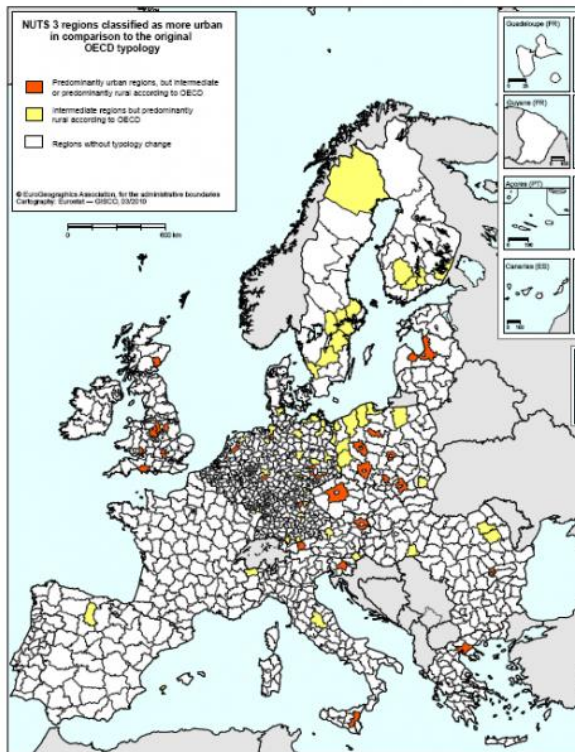 NUTS 3 regions classified as more urban
in comparison to the original
OECD typology
Predominantly urban regions, but intermediate
or predominantly rural according to OECD
Intermediate regions but predominantly
rural according to OECD
Regions without typology change
© EuroGeographics Association, for the administrative boundaries
Cartography: Eurostat — GISCO, 03/2010
0
600 km
Guadeloupe (FR)
Guyane (FR)
Açores (PT)
Canarias (ES)